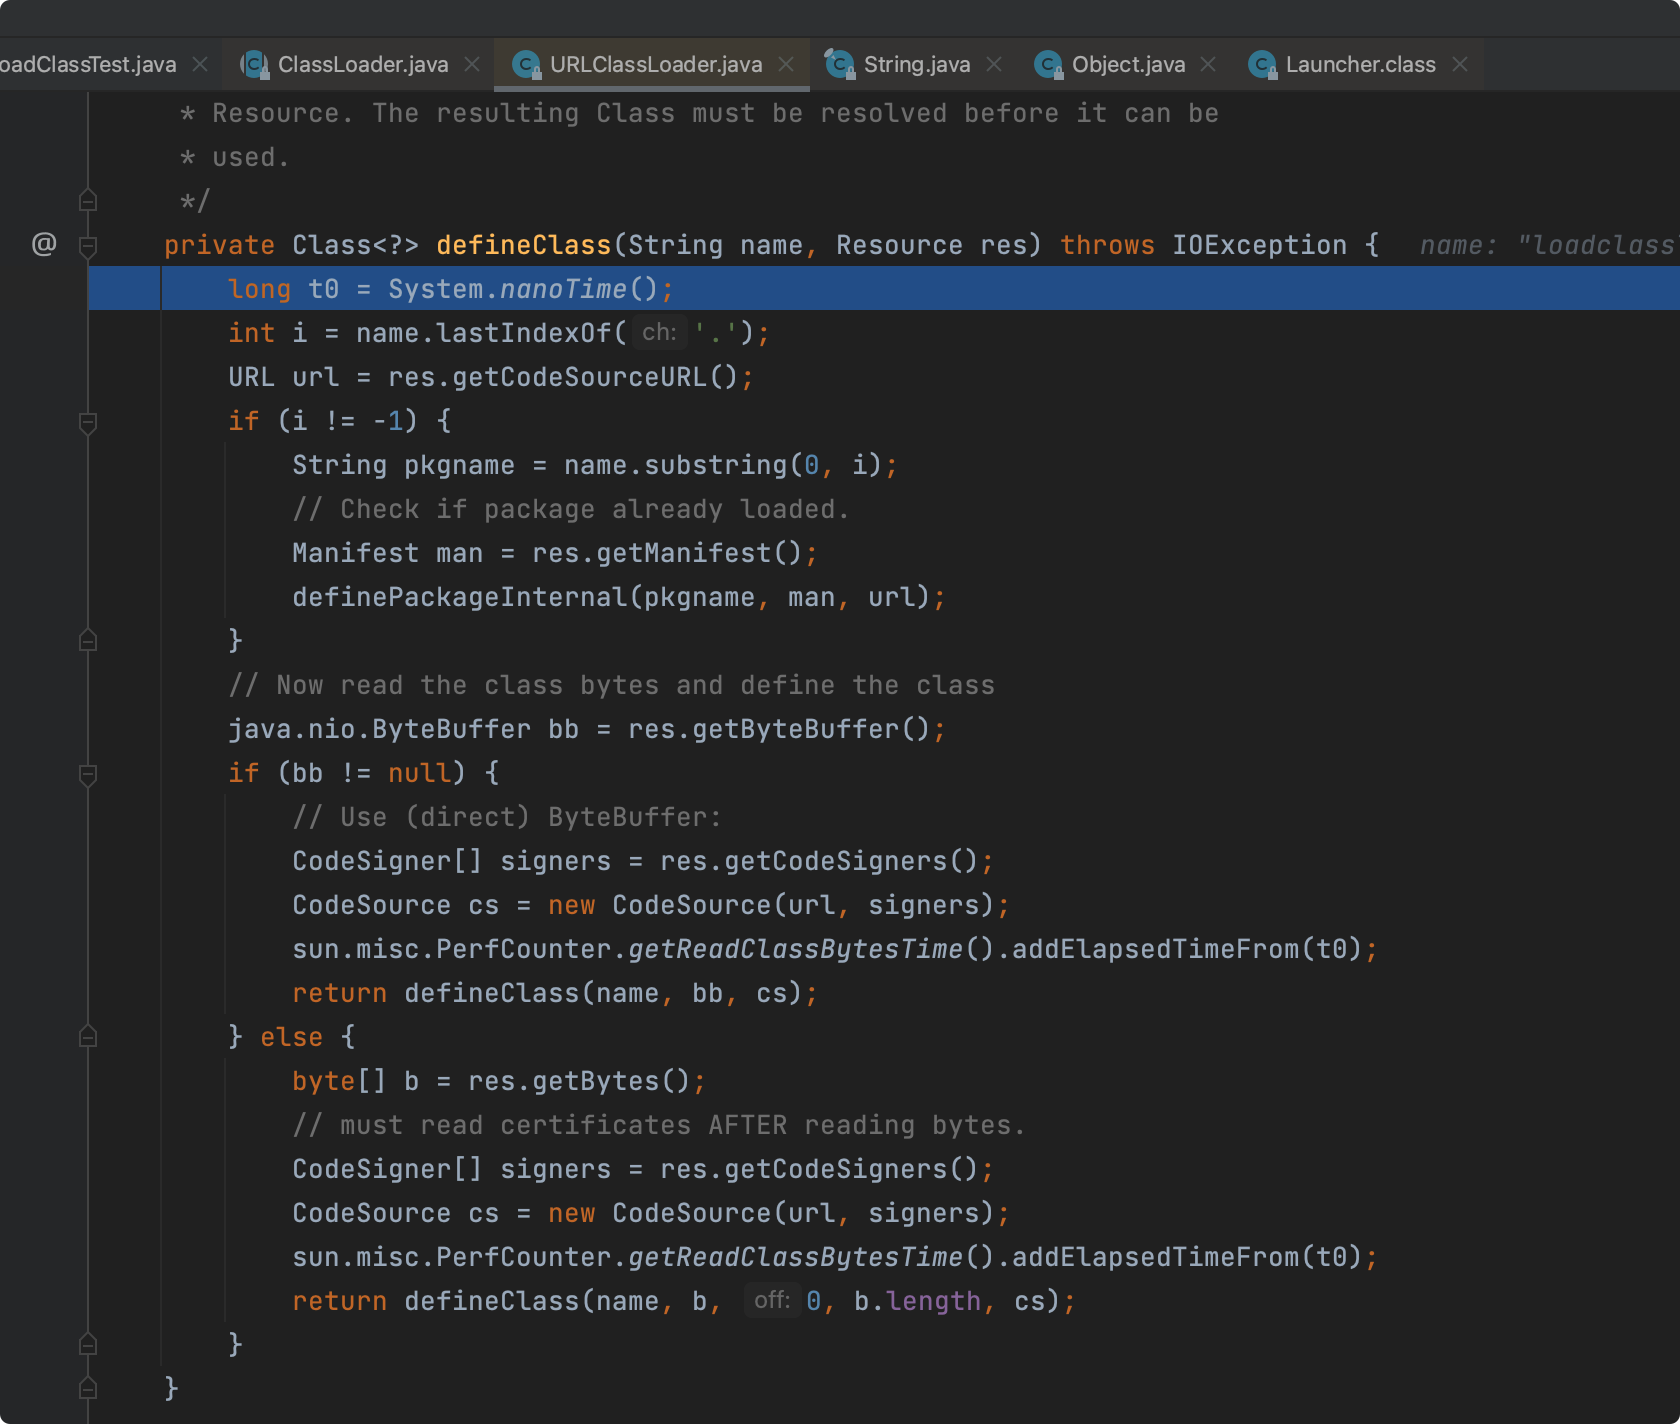 oadClassTest.java ClassLoader.java URLClassLoader.java String.java Object.java Launcher.class
* Resource. The resulting Class must be resolved before it can be
* used.
*/
@ private Class<?> defineClass(String name, Resource res) throws IOException { name: "loadclass
long t0 = System.nanoTime();
int i = name.lastIndexOf( ch: '.');
URL url = res.getCodeSourceURL();
if (i != -1) {
String pkgname = name.substring(0, i);
// Check if package already loaded.
Manifest man = res.getManifest();
definePackageInternal(pkgname, man, url);
}
// Now read the class bytes and define the class
java.nio.ByteBuffer bb = res.getByteBuffer();
if (bb != null) {
// Use (direct) ByteBuffer:
CodeSigner[] signers = res.getCodeSigners();
CodeSource cs = new CodeSource(url, signers);
sun.misc.PerfCounter.getReadClassBytesTime().addElapsedTimeFrom(t0);
return defineClass(name, bb, cs);
} else {
byte[] b = res.getBytes();
// must read certificates AFTER reading bytes.
CodeSigner[] signers = res.getCodeSigners();
CodeSource cs = new CodeSource(url, signers);
sun.misc.PerfCounter.getReadClassBytesTime().addElapsedTimeFrom(t0);
return defineClass(name, b, off: 0, b.length, cs);
}
}